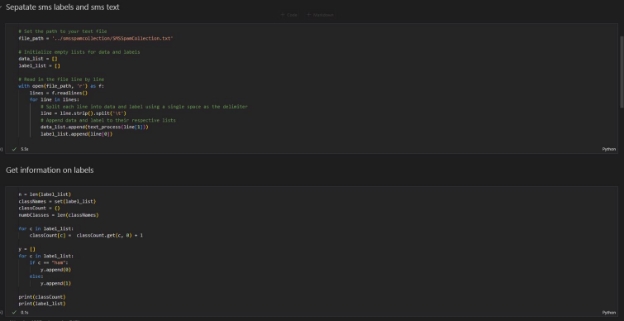 Sepatate sms labels and sms text
# Set the path to your text file
file_path = '../smsspamcollection/SMSSpamCollection.txt'
# Initialize empty lists for data and labels
data_list = []
label_list = []
# Read in the file line by line
with open(file_path, 'r') as f:
lines = f.readlines()
for line in lines:
# Split each line into data and label using a single space as the delimiter
line = line.strip().split('\t')
# Append data and label to their respective lists
data_list.append(text_process(line[1]))
label_list.append(line[0])
✓ 0.5s
Python
Get information on labels
n = len(label_list)
classNames = set(label_list)
classCount = {}
numbClasses = len(classNames)
for c in label_list:
classCount[c] = classCount.get(c, 0) + 1
y = []
for c in label_list:
if c == "ham":
y.append(0)
else:
y.append(1)
print(classCount)
print(label_list)
✓ 0.1s
Python